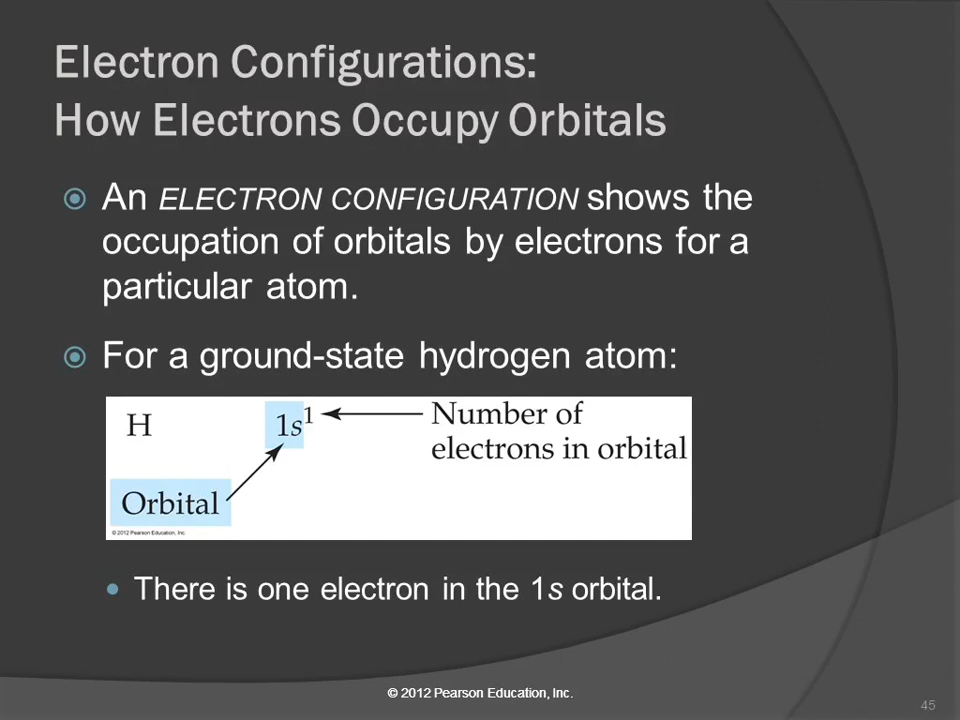 Electron Configurations:
How Electrons Occupy Orbitals
An ELECTRON CONFIGURATION shows the
occupation of orbitals by electrons for a
particular atom.
For a ground-state hydrogen atom:
H 1s¹ Number of
electrons in orbital
Orbital
© 2012 Pearson Education, Inc.
There is one electron in the 1s orbital.
© 2012 Pearson Education, Inc.
45